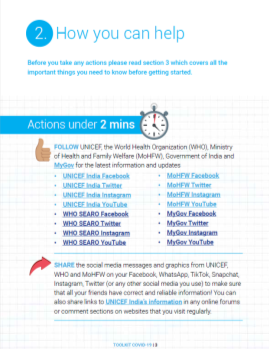 2. How you can help
Before you take any actions please read section 3 which covers all the
important things you need to know before getting started.
Actions under 2 mins
FOLLOW UNICEF, the World Health Organization (WHO), Ministry
of Health and Family Welfare (MoHFW), Government of India and
MyGov for the latest information and updates
• UNICEF India Facebook
• UNICEF India Twitter
• UNICEF India Instagram
• UNICEF India YouTube
• WHO SEARO Facebook
• WHO SEARO Twitter
• WHO SEARO Instagram
• WHO SEARO YouTube
• MoHFW Facebook
• MoHFW Twitter
• MoHFW Instagram
• MoHFW YouTube
• MyGov Facebook
• MyGov Twitter
• MyGov Instagram
• MyGov YouTube
SHARE the social media messages and graphics from UNICEF,
WHO and MoHFW on your Facebook, WhatsApp, TikTok, Snapchat,
Instagram, Twitter (or any other social media you use) to make sure
that all your friends have correct and reliable information! You can
also share links to UNICEF India's information in any online forums
or comment sections on websites that you visit regularly.
TOOLKIT COVID-19 | 5